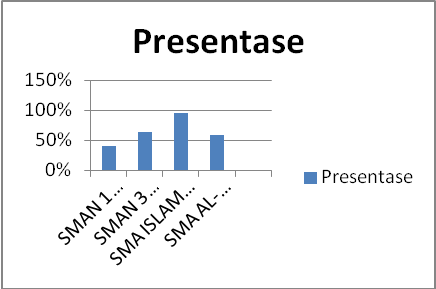 Presentase
150%
100%
50%
0%
SMAN 1...
SMAN 3...
SMA ISLAM...
SMA AL-...
Presentase